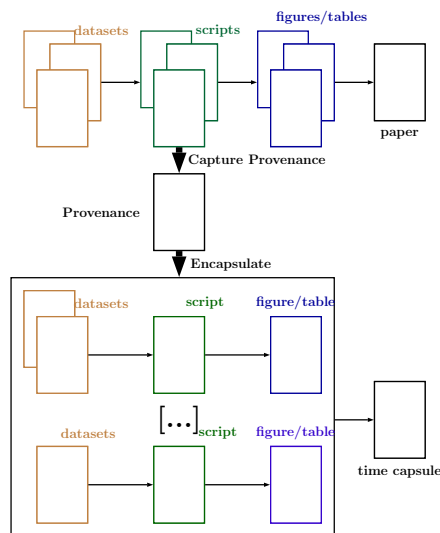 datasets
scripts
figures/tables
paper
Capture Provenance
Provenance
Encapsulate
datasets
script
figure/table
[...]
datasets
script
figure/table
time capsule